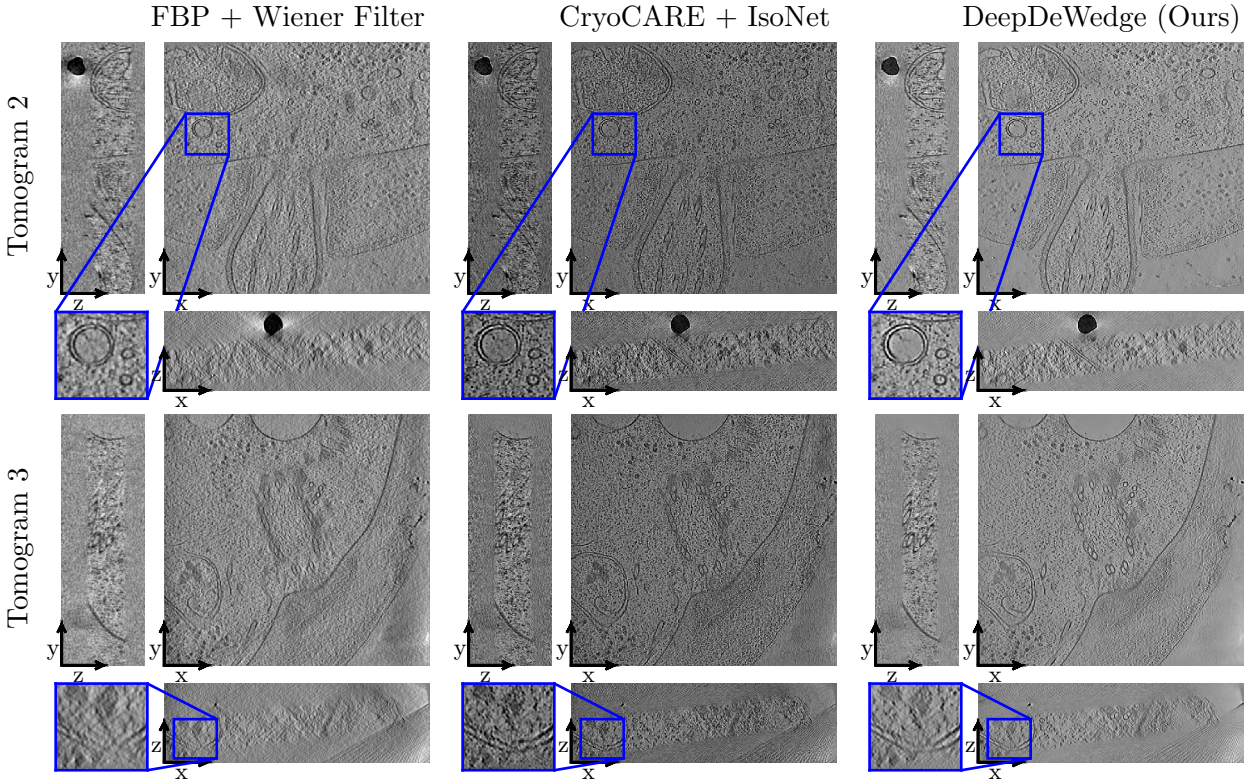 FBP + Wiener Filter
CryoCARE + IsoNet
DeepDeWedge (Ours)
Tomogram 2
y
z
y
x
y
z
y
x
y
z
y
x
z
x
z
x
z
x
Tomogram 3
y
z
y
x
y
z
y
x
y
z
y
x
z
x
z
x
z
x